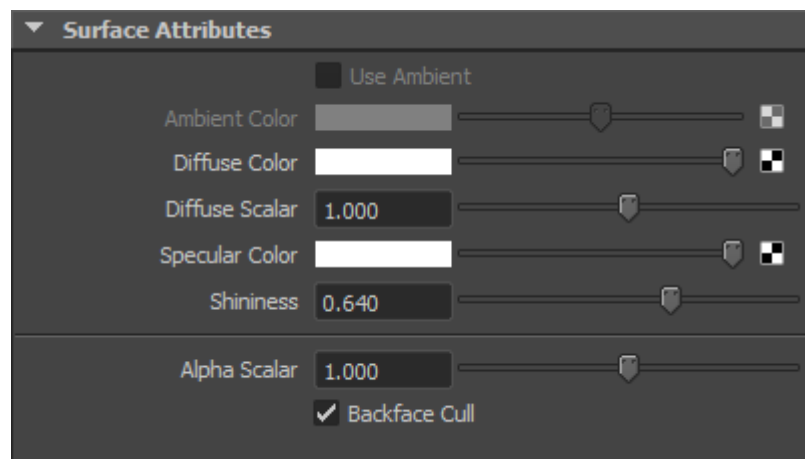 Surface Attributes
Use Ambient
Ambient Color
Diffuse Color
Diffuse Scalar 1.000
Specular Color
Shininess 0.640
Alpha Scalar 1.000
Backface Cull